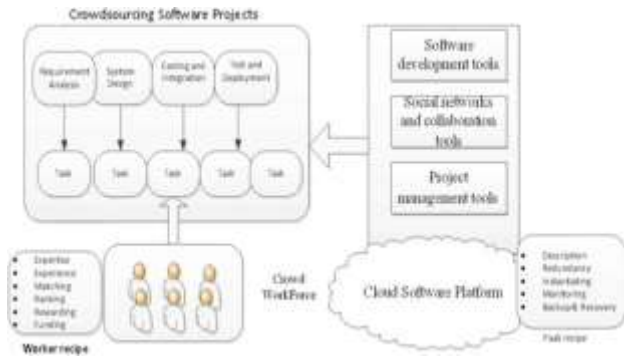 Crowdsourcing Software Projects
Requirement
Analysis
System
Design
Coding and
Integration
Test and
Deployment
Task
Task
Task
Task
Task
Software
development tools
Social networks
and collaboration
tools
Project
management tools
Expertise
Experience
Matching
Ranking
Rewarding
Funding
Worker recipe
Crowd
WorkForce
Cloud Software Platform
Description
Redundancy
Instantiating
Monitoring
Backup& Recovery
Task recipe